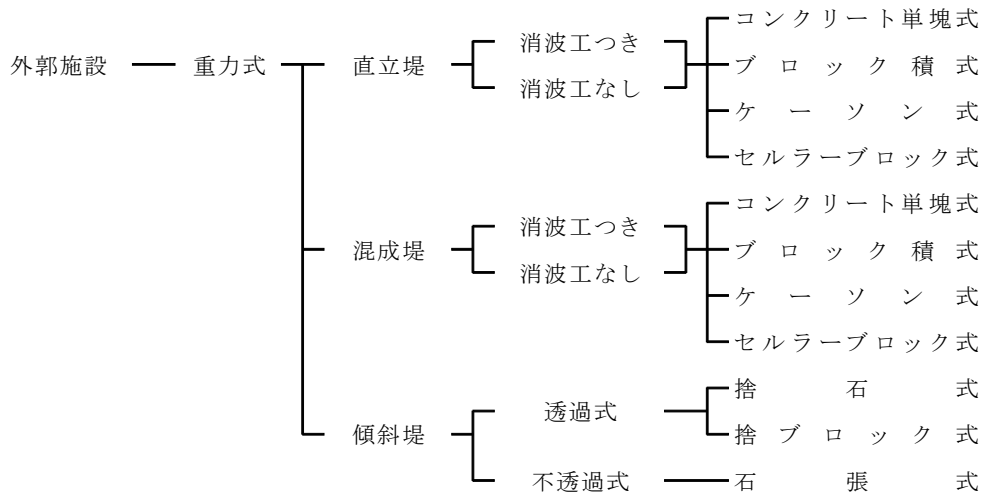 コンクリート単塊式
消波工つき
外郭施設 重力式 直立堤 ブロック積式
消波工なし
ケーソン式
セルラーブロック式
コンクリート単塊式
消波工つき
混成堤 ブロック積式
消波工なし
ケーソン式
セルラーブロック式
捨石式
透過式
傾斜堤 捨ブロック式
不透過式 石張式